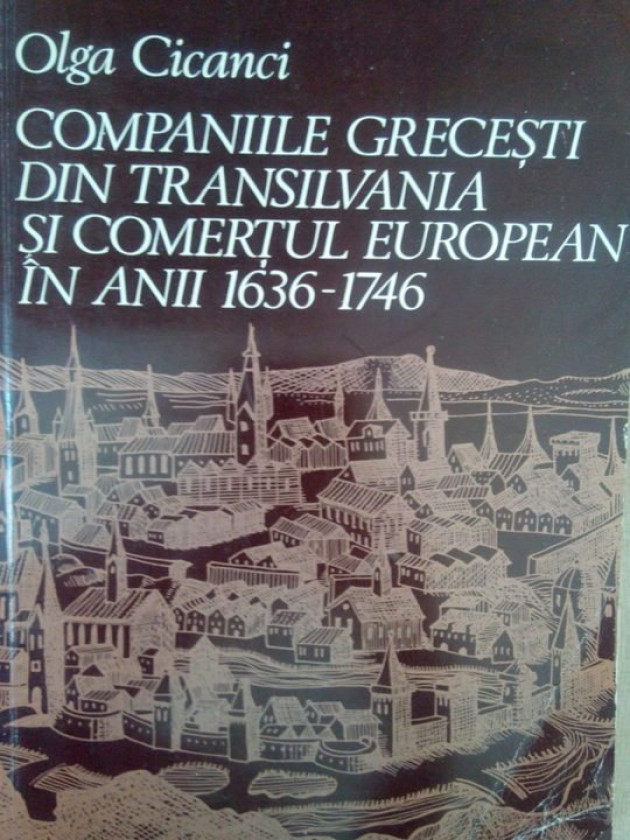 Olga Cicanci
COMPANIILE GRECEȘTI
DIN TRANSILVANIA
ȘI COMERȚUL EUROPEAN
ÎN ANII 1636-1746